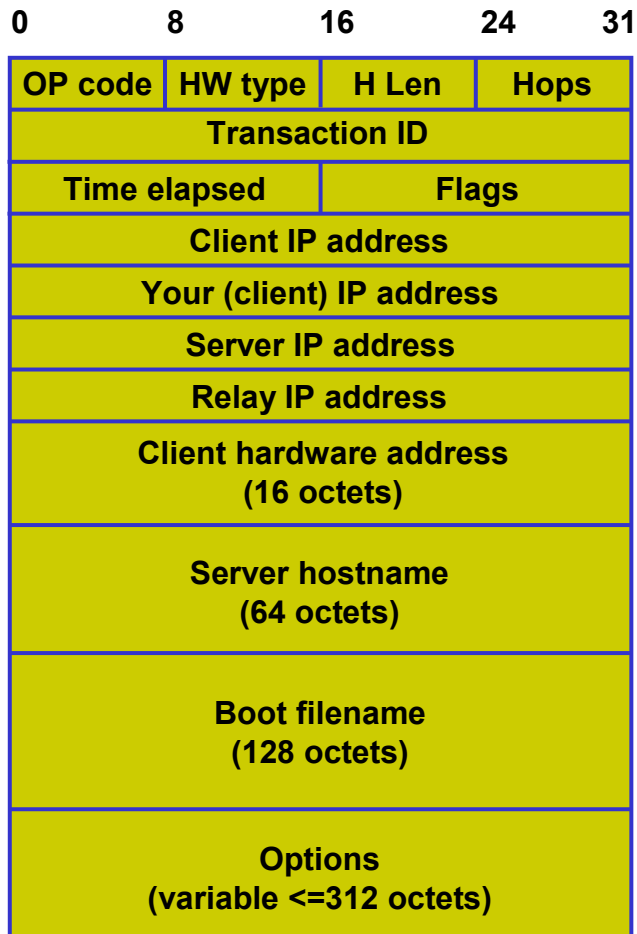 0 8 16 24 31
OP code HW type H Len Hops
Transaction ID
Time elapsed Flags
Client IP address
Your (client) IP address
Server IP address
Relay IP address
Client hardware address
(16 octets)
Server hostname
(64 octets)
Boot filename
(128 octets)
Options
(variable <=312 octets)